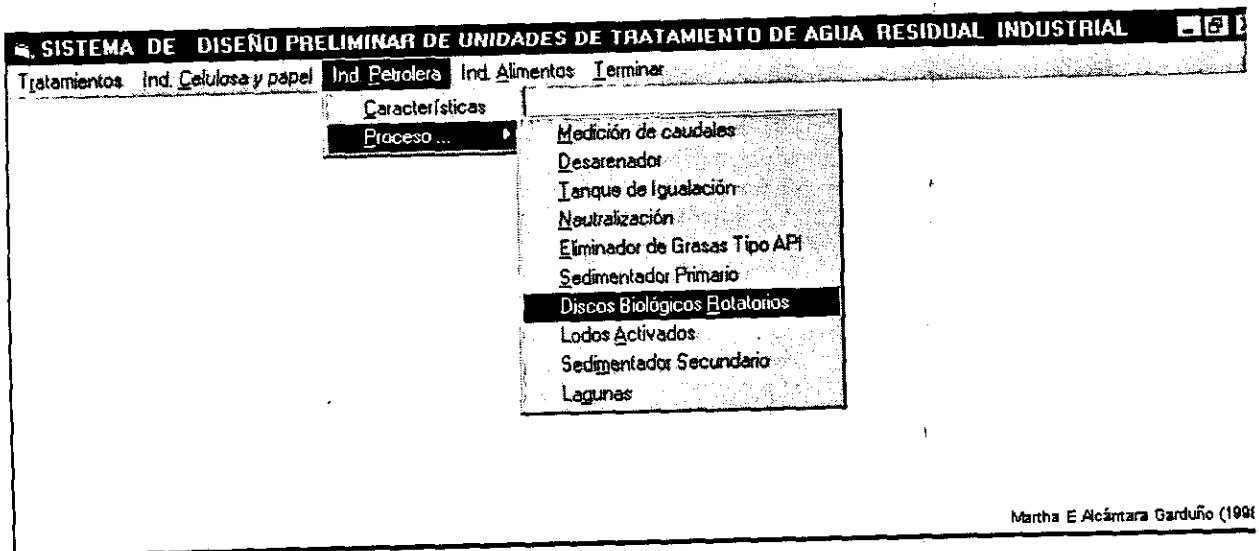 SISTEMA DE DISEÑO PRELIMINAR DE UNIDADES DE TRATAMIENTO DE AGUA RESIDUAL INDUSTRIAL
Tratamientos Ind. Celulosa y papel Ind. Petrolera Ind. Alimentos Terminar
Características
Proceso ...
Medición de caudales
Desarenador
Tanque de Igualación
Neutralización
Eliminador de Grasas Tipo API
Sedimentador Primario
Discos Biológicos Rotatorios
Lodos Activados
Sedimentador Secundario
Lagunas
Martha E Alcántara Garduño (1998